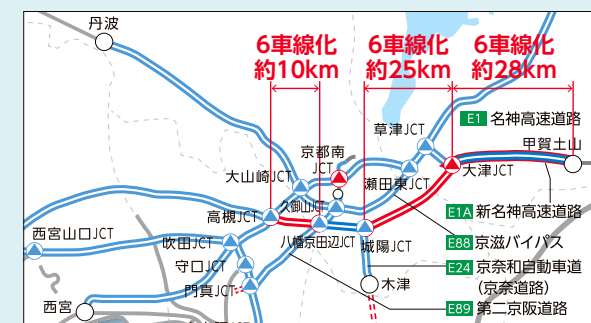 丹波
6車線化
約10km
6車線化
約25km
6車線化
約28km
E1 名神高速道路
草津JCT
甲賀土山
京都南
JCT
大山崎JCT
瀬田東JCT
大津JCT
久御山JCT
高槻JCT
E1A 新名神高速道路
西宮山口JCT
吹田JCT
八幡京田辺JCT
城陽JCT
E88 京滋バイパス
守口JCT
E24 京奈和自動車道
(京奈道路)
門真JCT
木津
西宮
E89 第二京阪道路